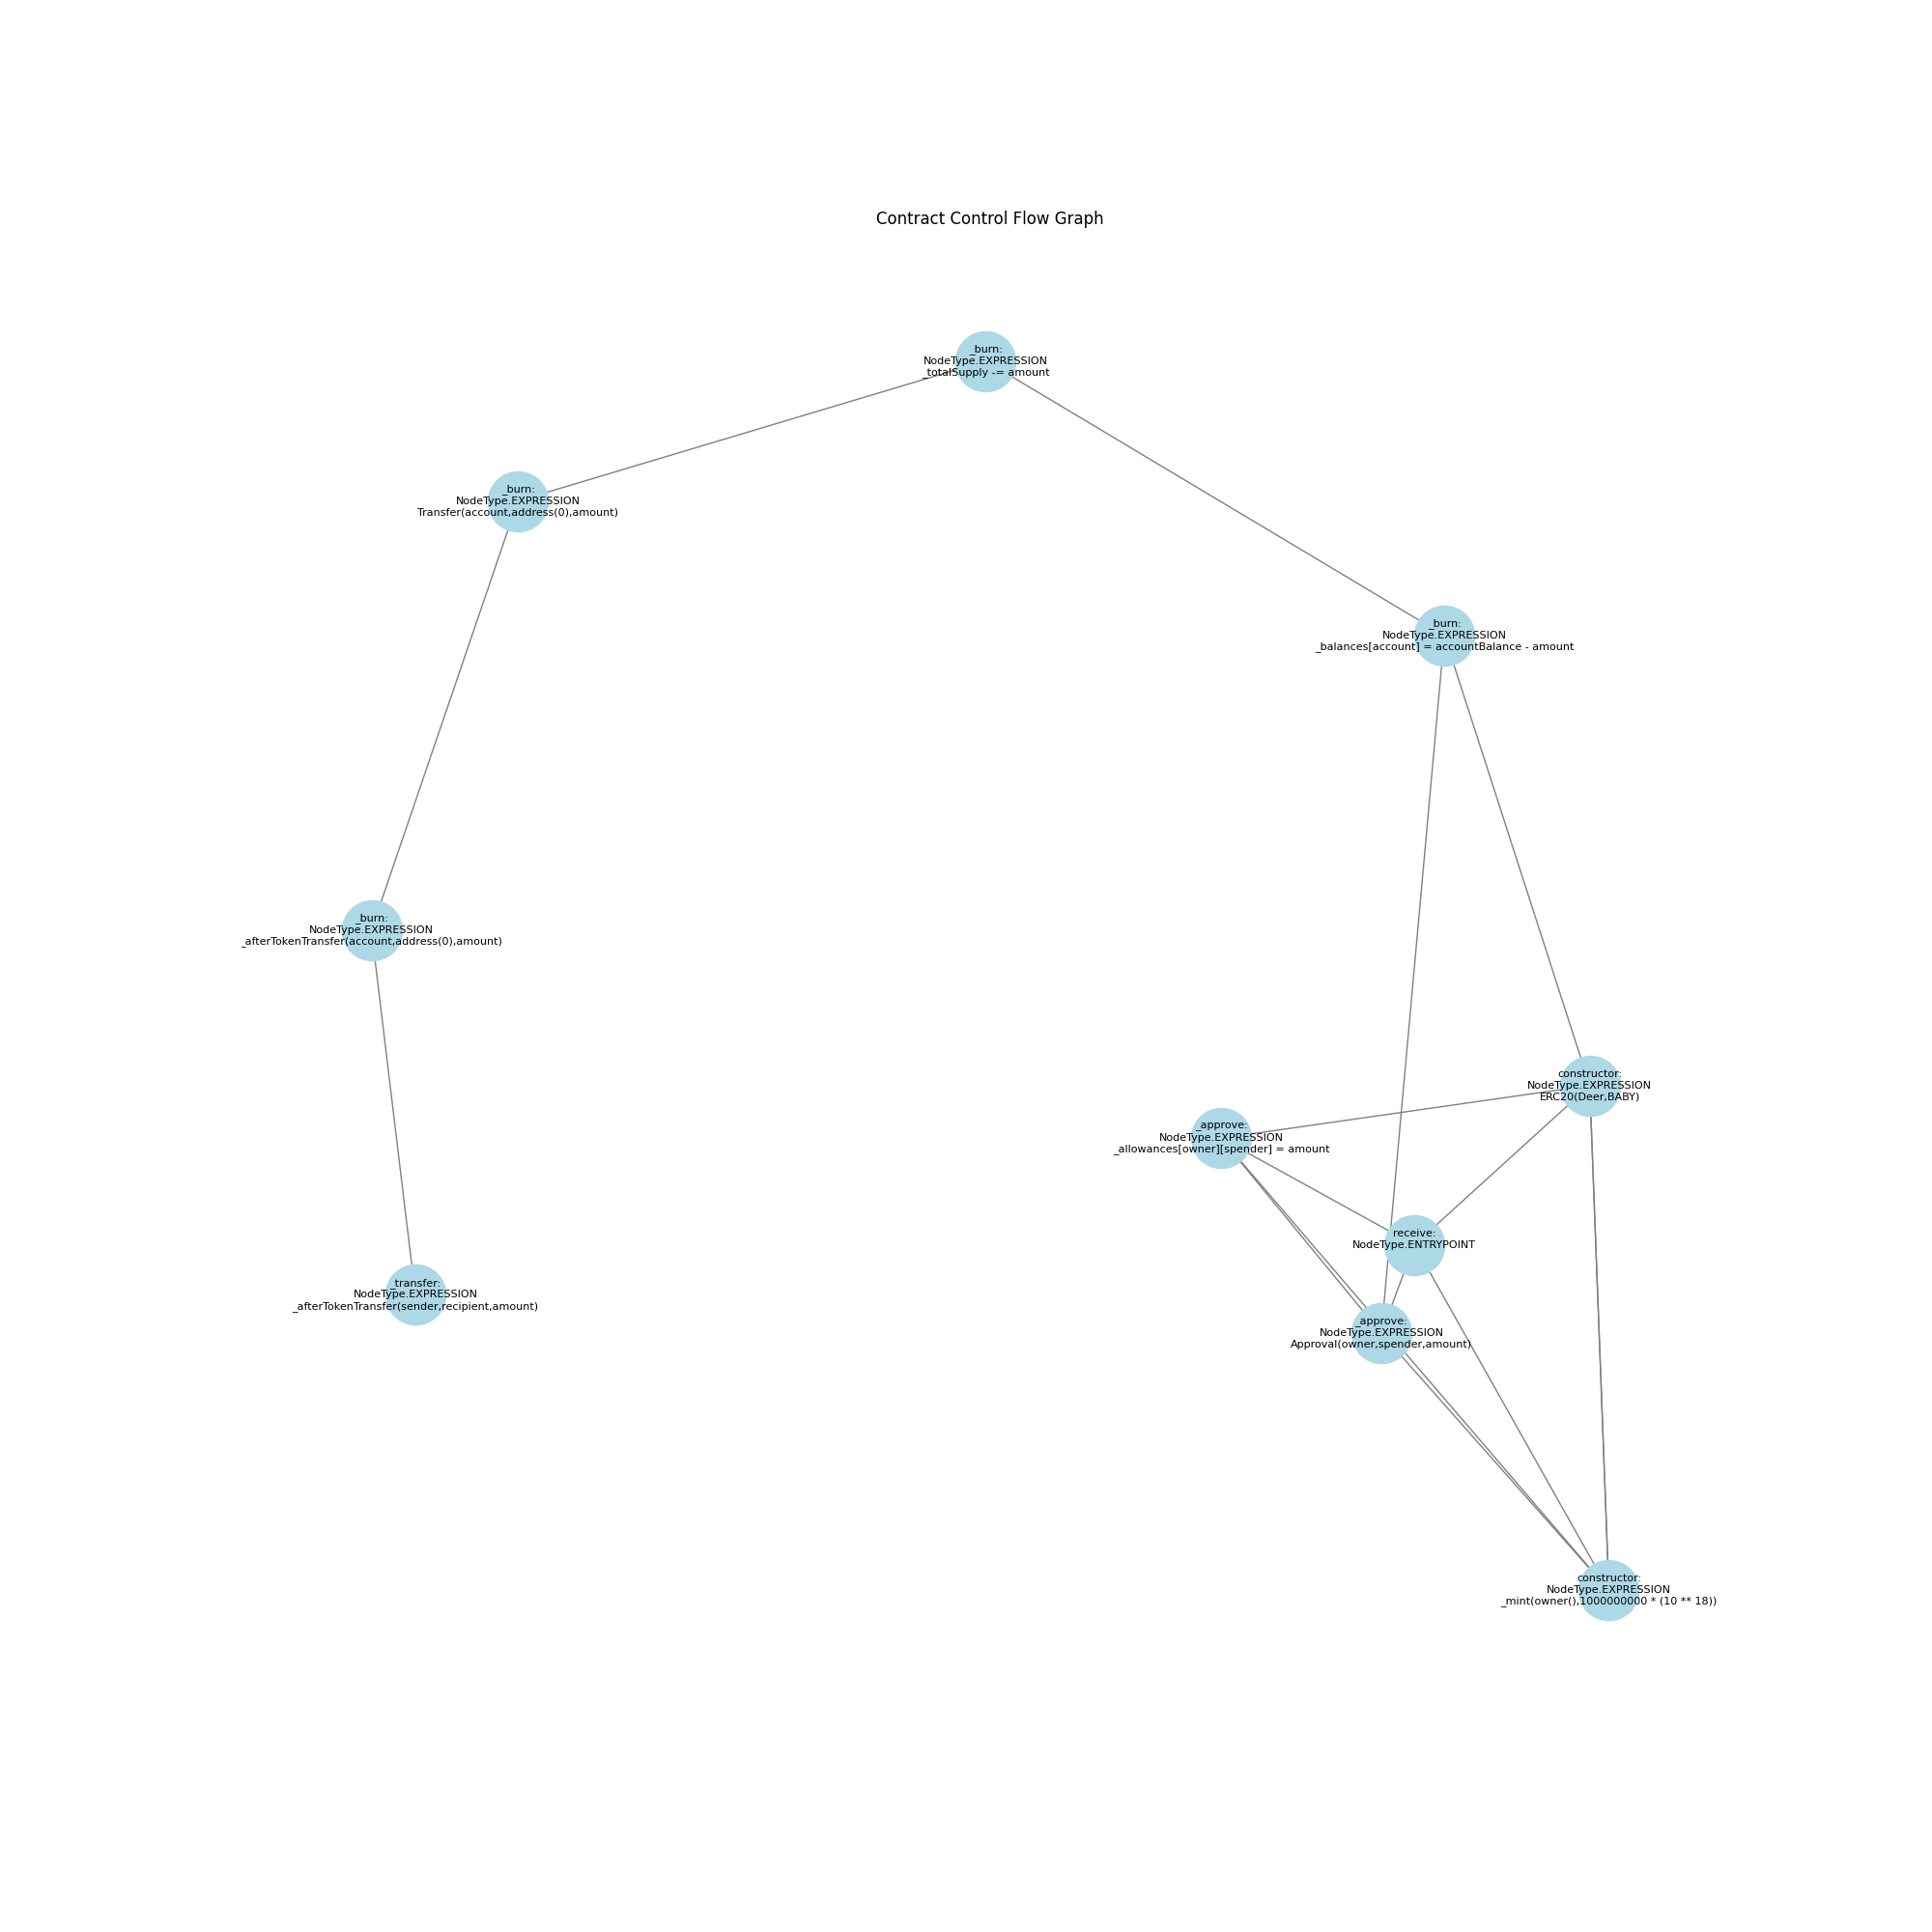 Contract Control Flow Graph
_burn:
NodeType.EXPRESSION
_totalSupply -= amount
_burn:
NodeType.EXPRESSION
Transfer(account,address(0),amount)
_burn:
NodeType.EXPRESSION
_balances[account] = accountBalance - amount
_burn:
NodeType.EXPRESSION
_afterTokenTransfer(account,address(0),amount)
constructor:
NodeType.EXPRESSION
ERC20(Deer,BABY)
_approve:
NodeType.EXPRESSION
_allowances[owner][spender] = amount
receive:
NodeType.ENTRYPOINT
_transfer:
NodeType.EXPRESSION
_afterTokenTransfer(sender,recipient,amount)
_approve:
NodeType.EXPRESSION
Approval(owner,spender,amount)
constructor:
NodeType.EXPRESSION
_mint(owner(),1000000000 * (10 ** 18))